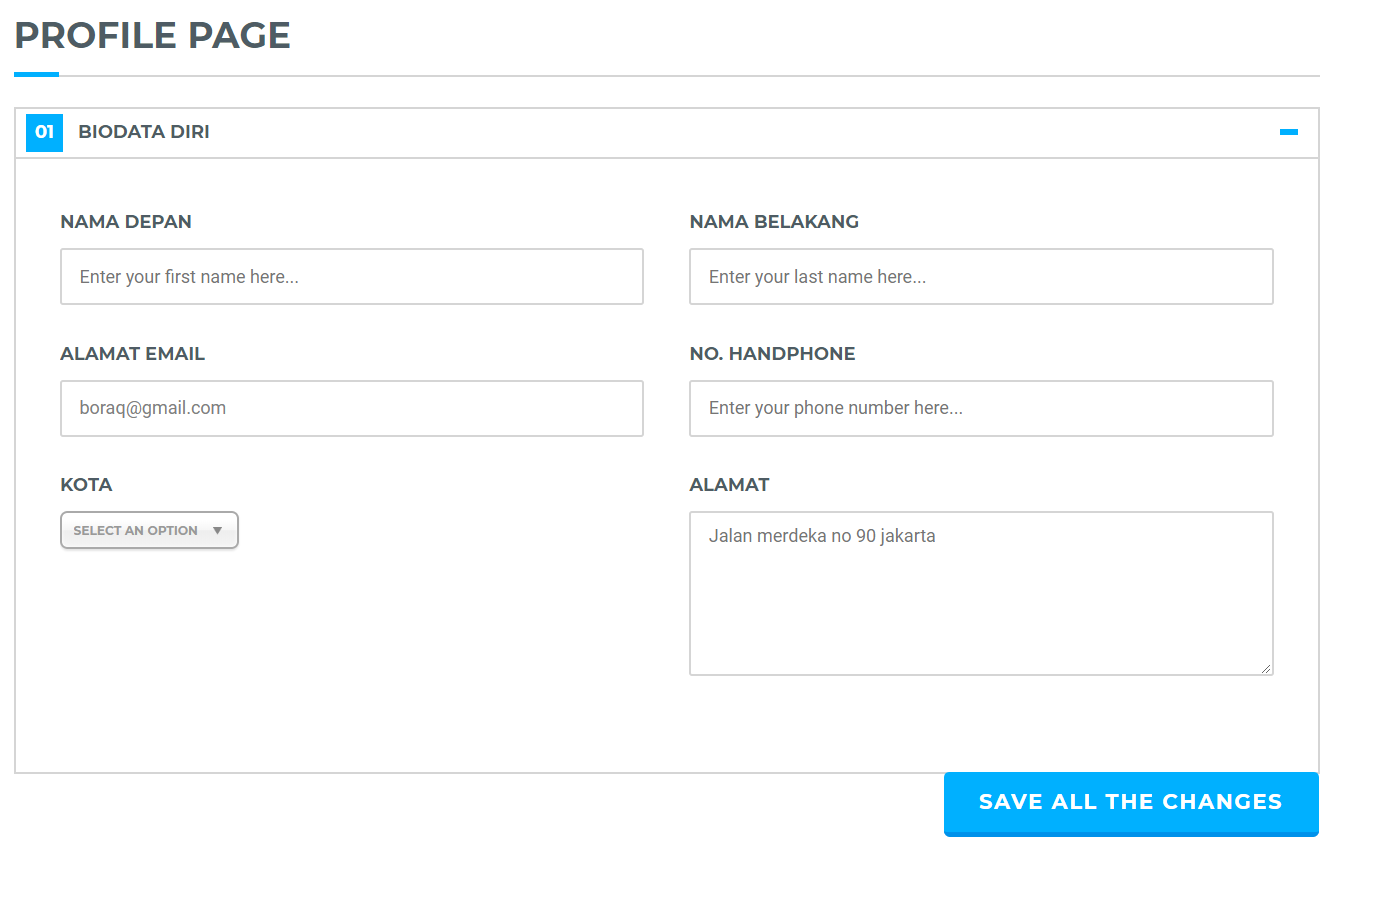 PROFILE PAGE
01 BIODATA DIRI
NAMA DEPAN
Enter your first name here...
NAMA BELAKANG
Enter your last name here...
ALAMAT EMAIL
boraq@gmail.com
NO. HANDPHONE
Enter your phone number here...
KOTA
SELECT AN OPTION
ALAMAT
Jalan merdeka no 90 jakarta
SAVE ALL THE CHANGES